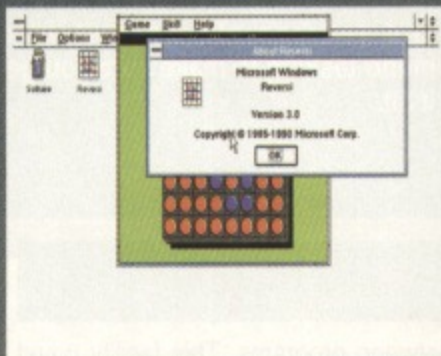 Game Skill Help
File Options Win
About Reversi
Solitaire Reversi
Microsoft Windows
Reversi
Version 3.0
Copyright © 1985-1990 Microsoft Corp.
OK